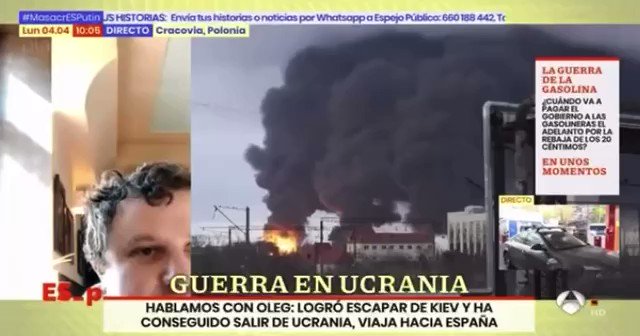 #MasacrESPutin
US HISTORIAS: Envía tus historias o noticias por Whatsapp a Espejo Público: 660 188 442, T
Lun 04.04 10:05 DIRECTO
Cracovia, Polonia
LA GUERRA
DE LA
GASOLINA
¿CUÁNDO VA A
PAGAR EL
GOBIERNO A LAS
GASOLINERAS EL
ADELANTO POR LA
REBAJA DE LOS 20
CÉNTIMOS?
EN UNOS
MOMENTOS
DIRECTO
ES p
GUERRA EN UCRANIA
HABLAMOS CON OLEG: LOGRÓ ESCAPAR DE KIEV Y HA
CONSEGUIDO SALIR DE UCRANIA, VIAJA HACIA ESPAÑA
HD